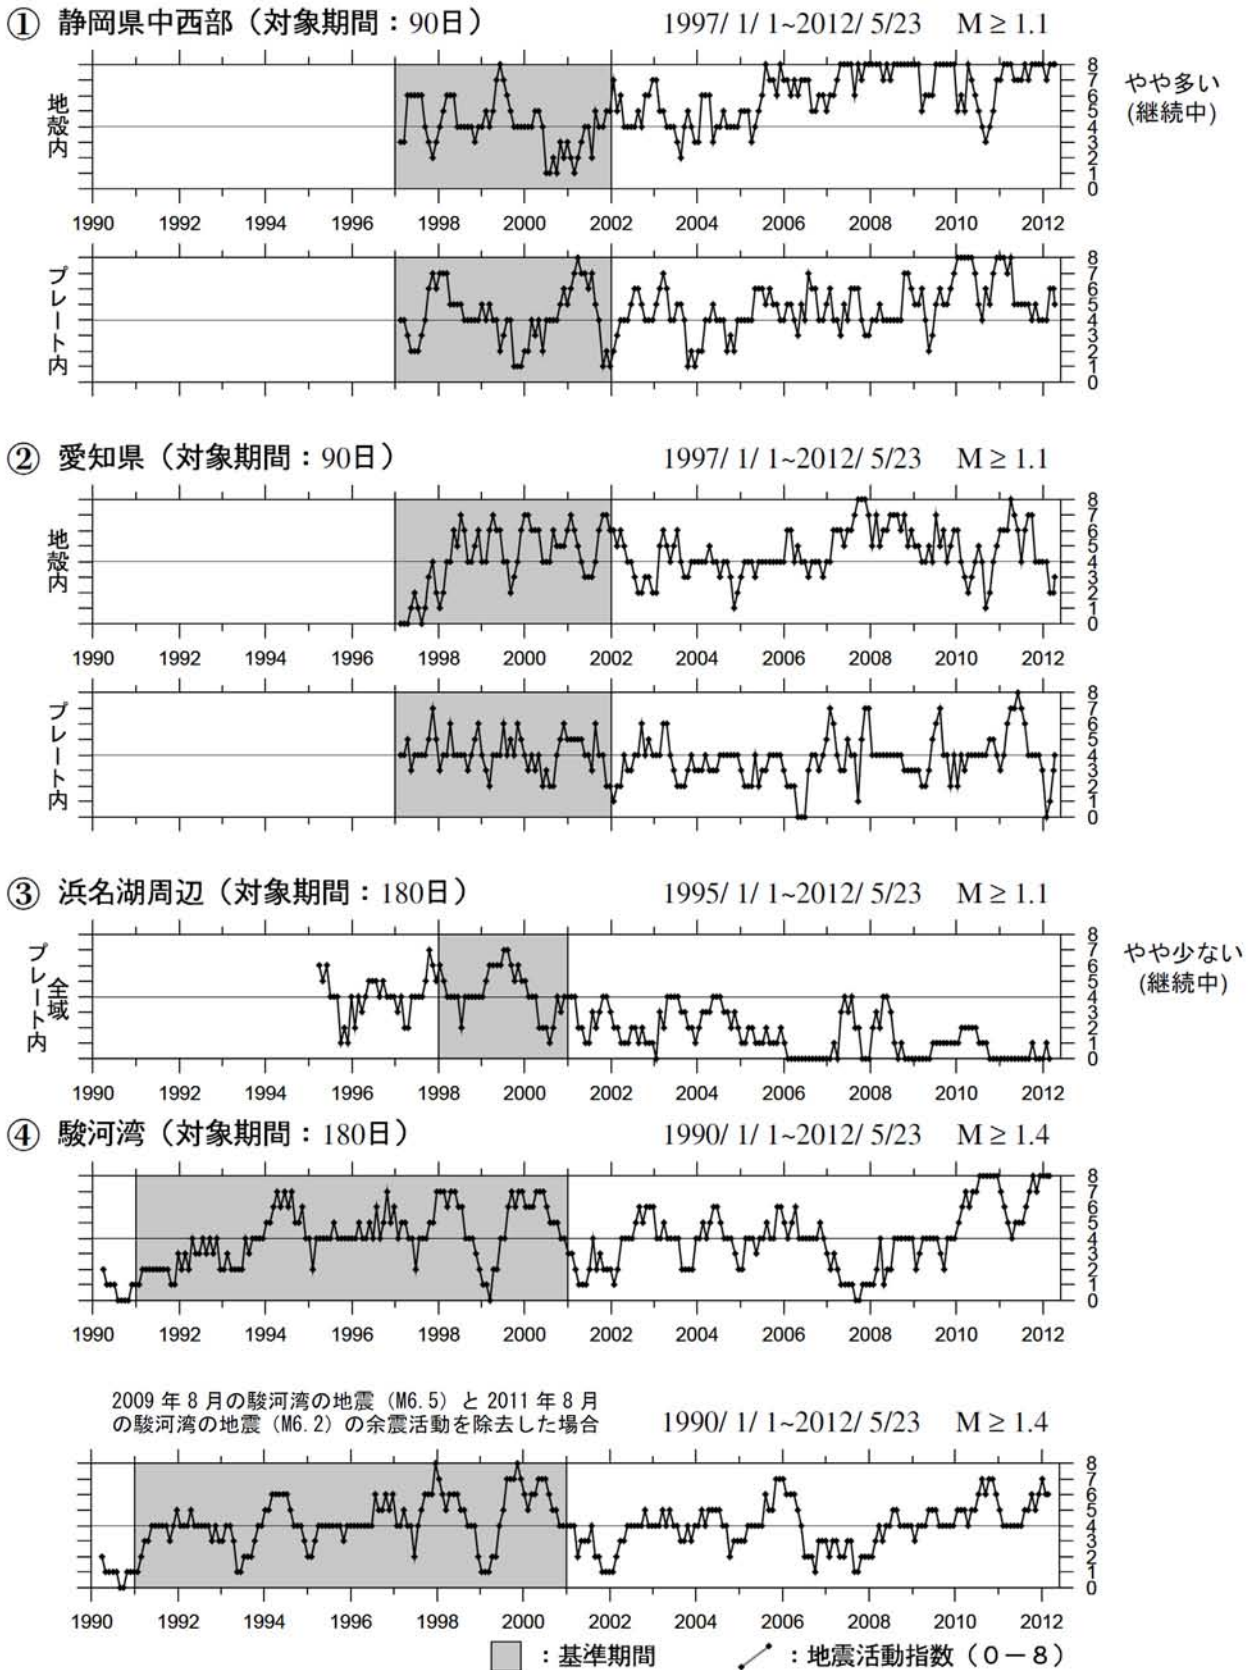 ① 静岡県中西部（対象期間：90日） 1997/ 1/ 1~2012/ 5/23 M ≥ 1.1
地殻内
8
7
6
5
4
3
2
1
0
やや多い
(継続中)
1990 1992 1994 1996 1998 2000 2002 2004 2006 2008 2010 2012
プレート内
8
7
6
5
4
3
2
1
0
② 愛知県（対象期間：90日） 1997/ 1/ 1~2012/ 5/23 M ≥ 1.1
地殻内
8
7
6
5
4
3
2
1
0
1990 1992 1994 1996 1998 2000 2002 2004 2006 2008 2010 2012
プレート内
8
7
6
5
4
3
2
1
0
③ 浜名湖周辺（対象期間：180日） 1995/ 1/ 1~2012/ 5/23 M ≥ 1.1
全域
プレート内
8
7
6
5
4
3
2
1
0
やや少ない
(継続中)
1990 1992 1994 1996 1998 2000 2002 2004 2006 2008 2010 2012
④ 駿河湾（対象期間：180日） 1990/ 1/ 1~2012/ 5/23 M ≥ 1.4
8
7
6
5
4
3
2
1
0
1990 1992 1994 1996 1998 2000 2002 2004 2006 2008 2010 2012
2009 年 8 月の駿河湾の地震（M6.5）と 2011 年 8 月
の駿河湾の地震（M6.2）の余震活動を除去した場合 1990/ 1/ 1~2012/ 5/23 M ≥ 1.4
8
7
6
5
4
3
2
1
0
1990 1992 1994 1996 1998 2000 2002 2004 2006 2008 2010 2012
：基準期間 ：地震活動指数（0－8）